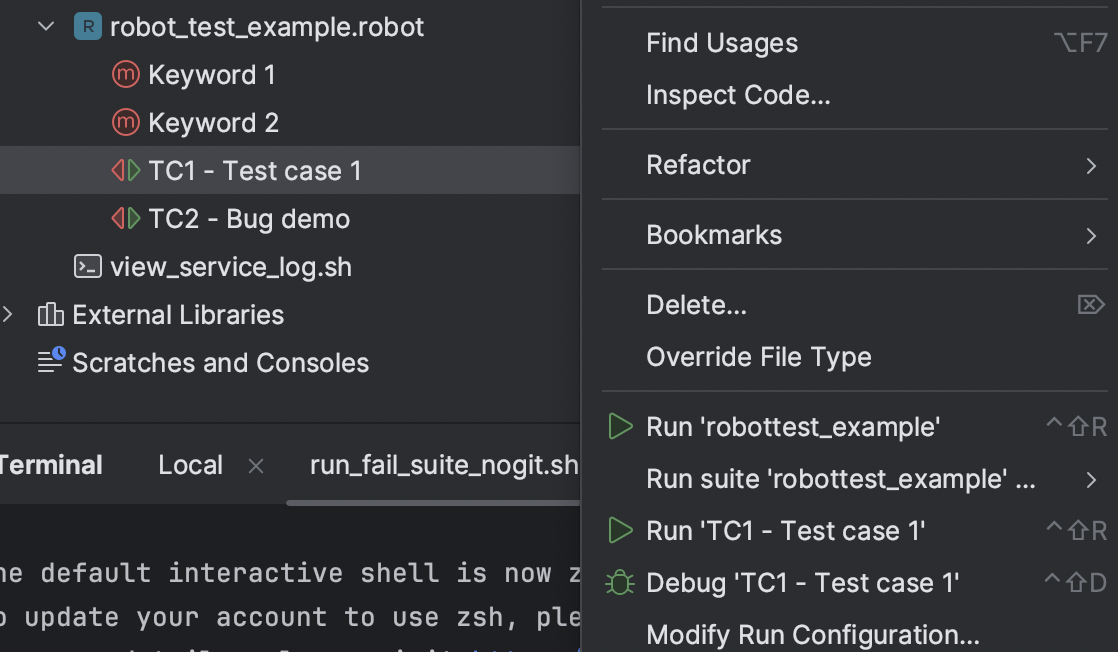 R robot_test_example.robot
m Keyword 1
m Keyword 2
TC1 - Test case 1
TC2 - Bug demo
view_service_log.sh
External Libraries
Scratches and Consoles
Terminal
Local ×
run_fail_suite_nogit.sh
default interactive shell is now
update your account to use zsh,
Find Usages ⌥F7
Inspect Code...
Refactor
Bookmarks
Delete... ⌦
Override File Type
Run 'robottest_example' ^⇧R
Run suite 'robottest_example' ...
Run 'TC1 - Test case 1' ^⇧R
Debug 'TC1 - Test case 1' ^⇧D
Modify Run Configuration...